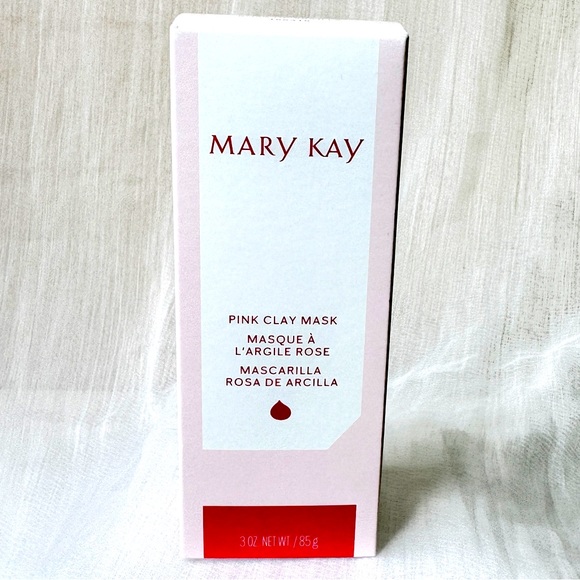 MARY KAY
PINK CLAY MASK
MASQUE À
L'ARGILE ROSE
MASCARILLA
ROSA DE ARCILLA
3 OZ NET WT / 85 g